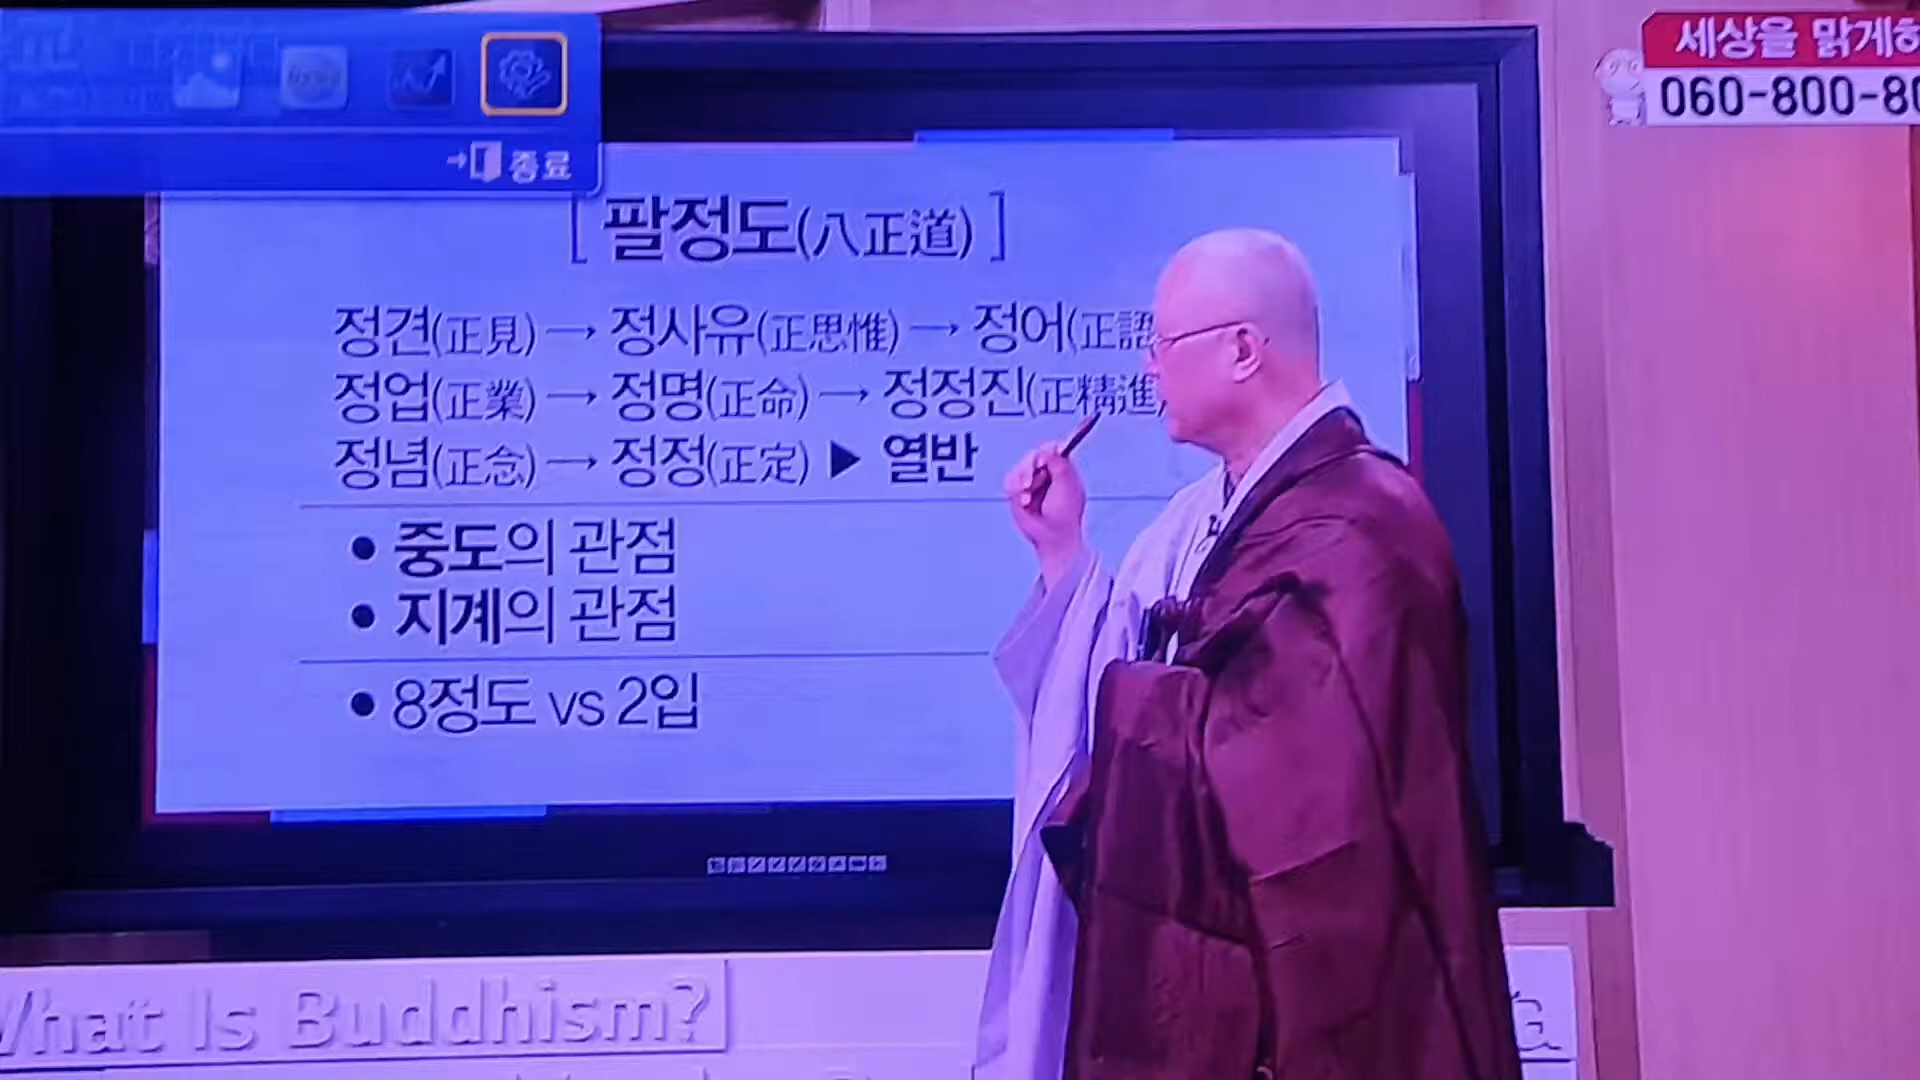 종료
세상을 맑게하
060-800-80
[ 팔정도(八正道) ]
정견(正見) → 정사유(正思惟) → 정어(正語
정업(正業) → 정명(正命) → 정정진(正精進)
정념(正念) → 정정(正定) ▶ 열반
• 중도의 관점
• 지계의 관점
• 8정도 vs 2입
What Is Buddhism?